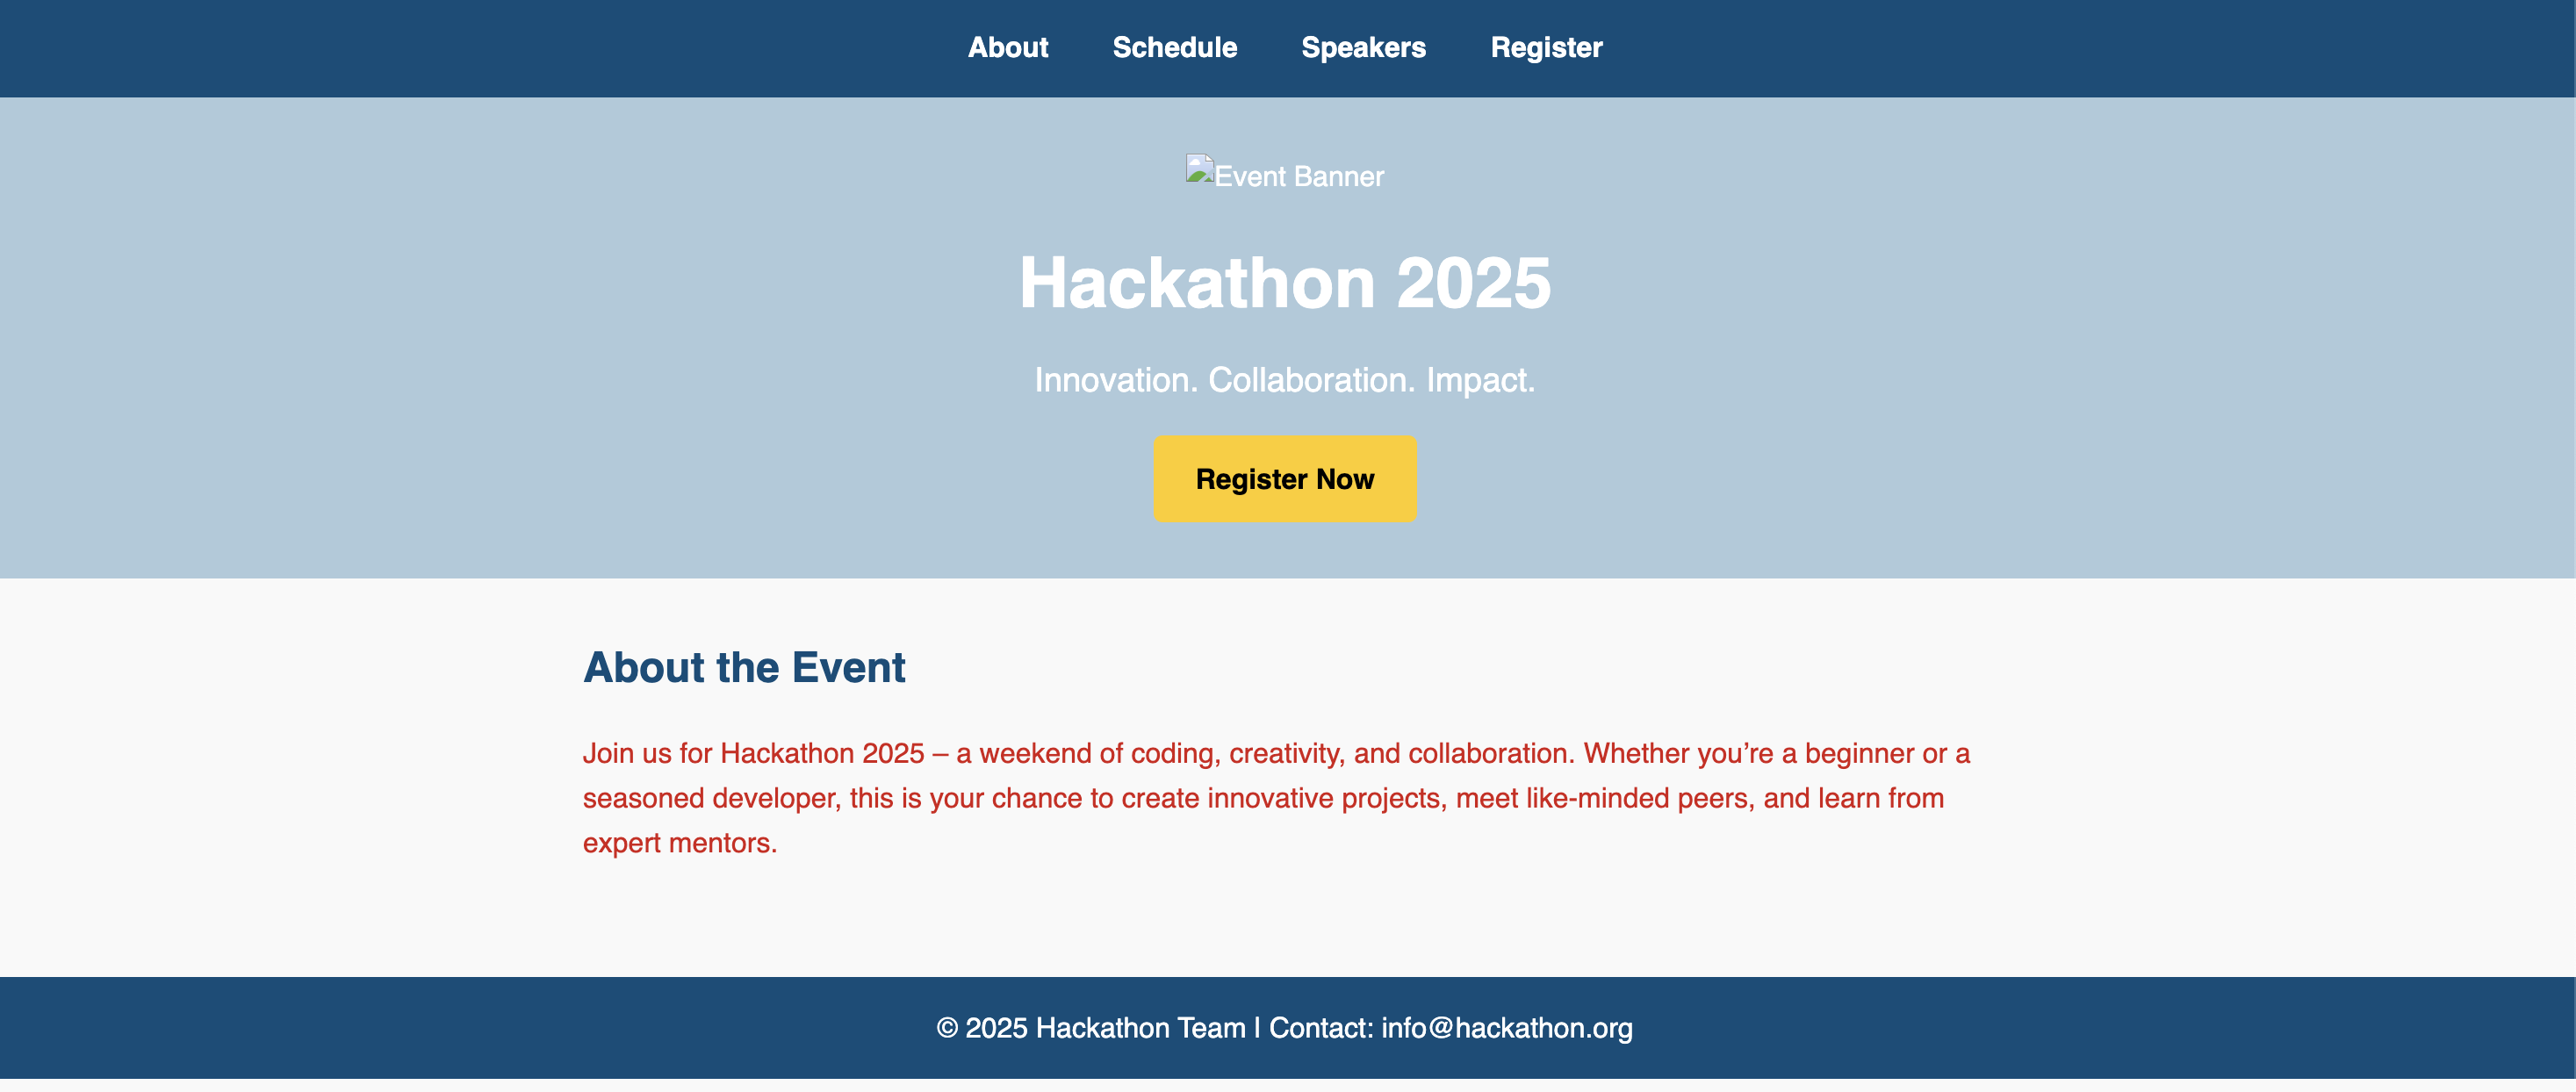 About Schedule Speakers Register
Event Banner
Hackathon 2025
Innovation. Collaboration. Impact.
Register Now
About the Event
Join us for Hackathon 2025 – a weekend of coding, creativity, and collaboration. Whether you’re a beginner or a
seasoned developer, this is your chance to create innovative projects, meet like-minded peers, and learn from
expert mentors.
© 2025 Hackathon Team | Contact: info@hackathon.org